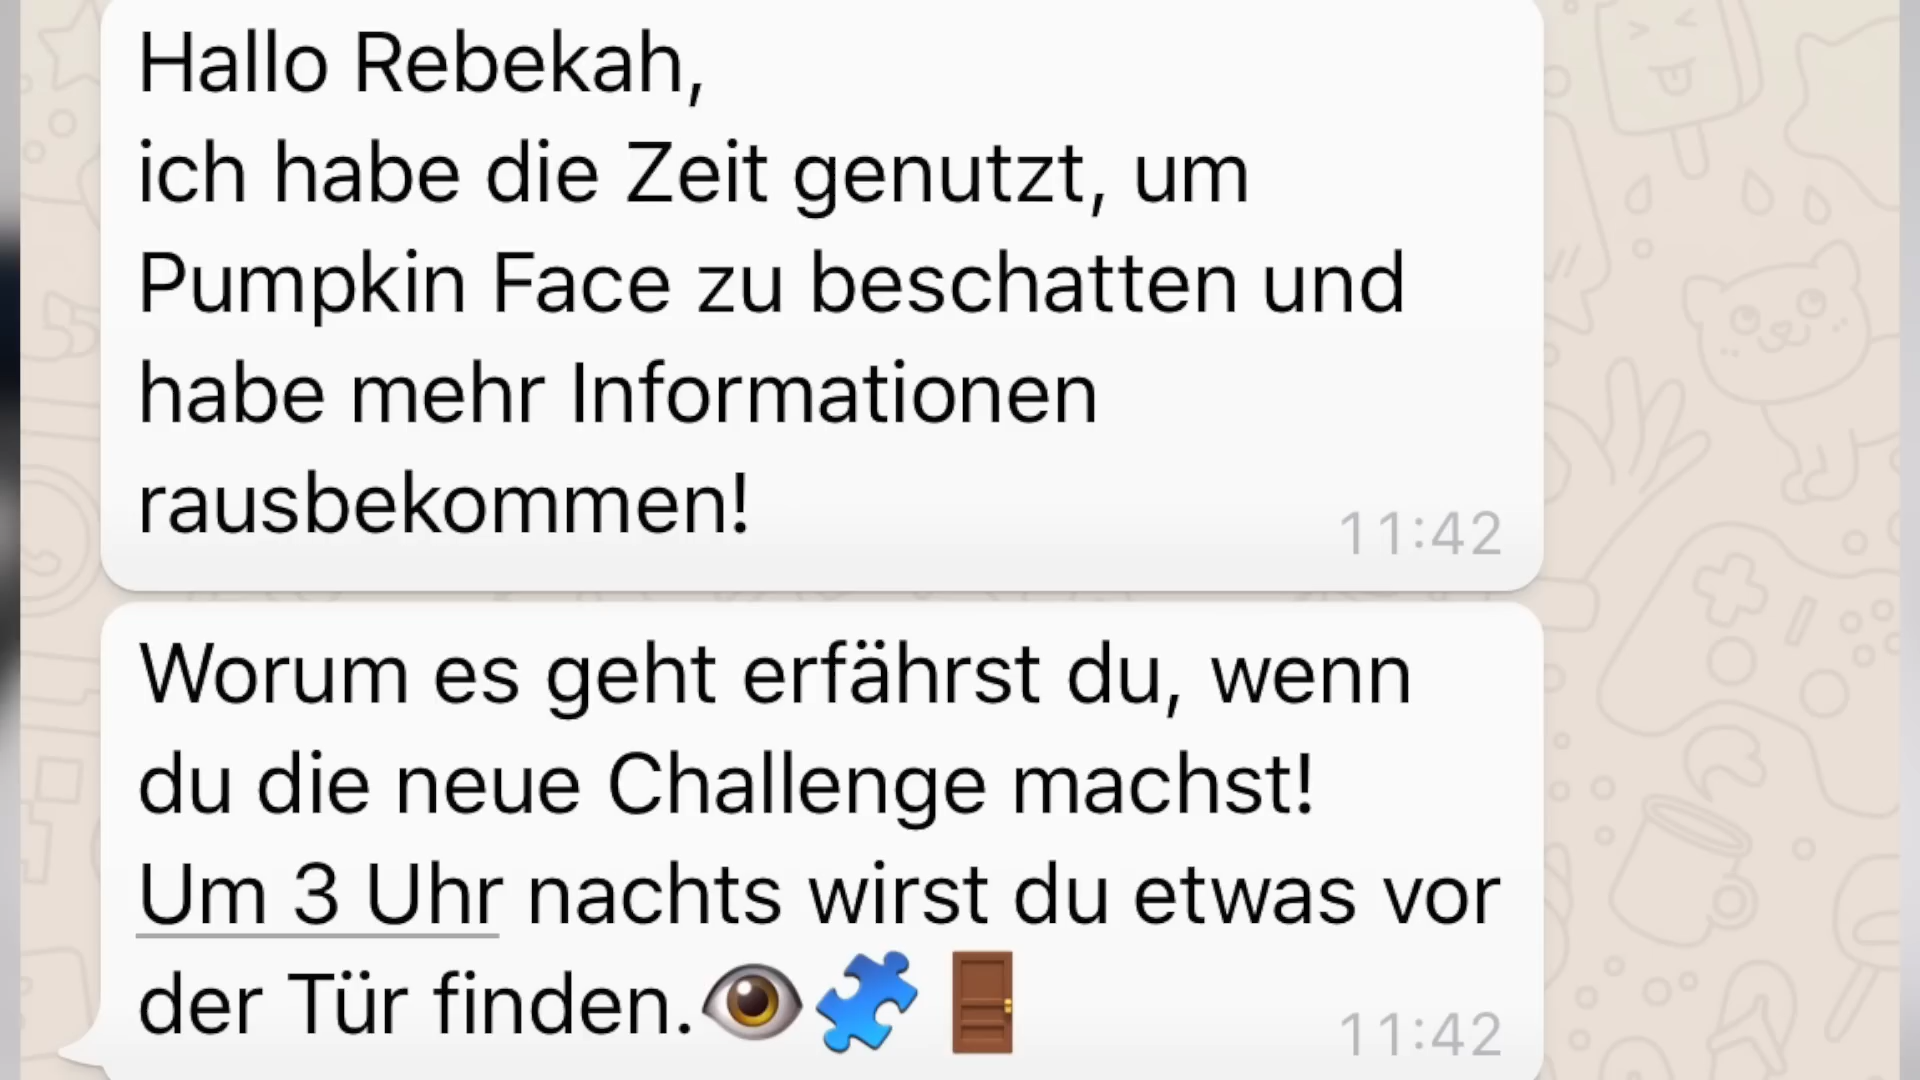 Hallo Rebekah,
ich habe die Zeit genutzt, um
Pumpkin Face zu beschatten und
habe mehr Informationen
rausbekommen!
11:42
Worum es geht erfährst du, wenn
du die neue Challenge machst!
Um 3 Uhr nachts wirst du etwas vor
der Tür finden.👁🧩🚪
11:42